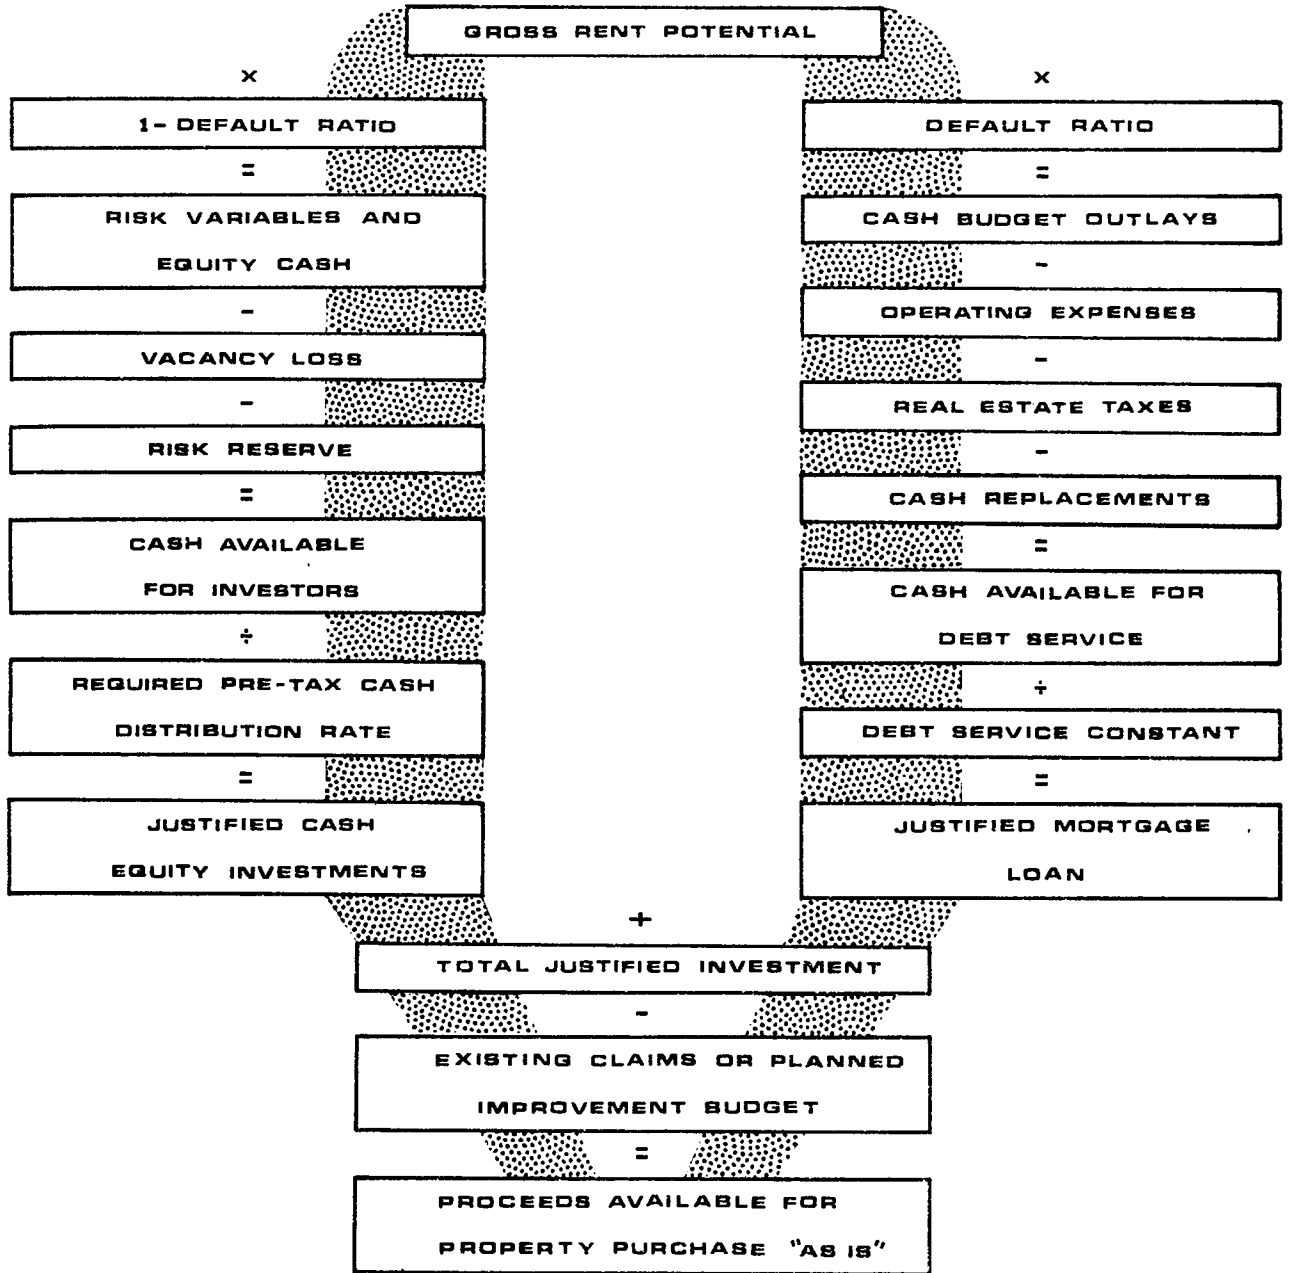 GROSS RENT POTENTIAL
×
1- DEFAULT RATIO
=
RISK VARIABLES AND
EQUITY CASH
-
VACANCY LOSS
-
RISK RESERVE
=
CASH AVAILABLE
FOR INVESTORS
÷
REQUIRED PRE-TAX CASH
DISTRIBUTION RATE
=
JUSTIFIED CASH
EQUITY INVESTMENTS
×
DEFAULT RATIO
=
CASH BUDGET OUTLAYS
-
OPERATING EXPENSES
-
REAL ESTATE TAXES
-
CASH REPLACEMENTS
=
CASH AVAILABLE FOR
DEBT SERVICE
÷
DEBT SERVICE CONSTANT
=
JUSTIFIED MORTGAGE
LOAN
+
TOTAL JUSTIFIED INVESTMENT
-
EXISTING CLAIMS OR PLANNED
IMPROVEMENT BUDGET
=
PROCEEDS AVAILABLE FOR
PROPERTY PURCHASE "AS IS"